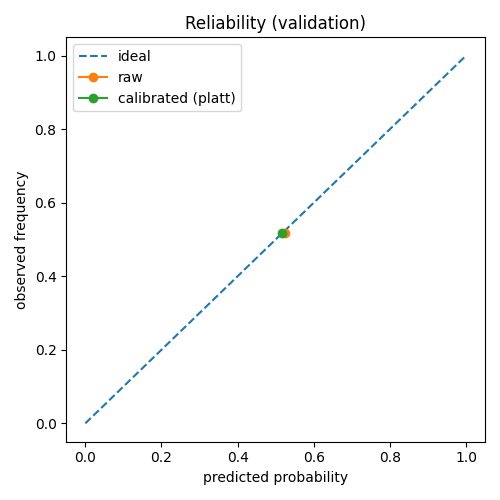 Reliability (validation)
ideal
raw
calibrated (platt)
observed frequency
1.0
0.8
0.6
0.4
0.2
0.0
0.0 0.2 0.4 0.6 0.8 1.0
predicted probability